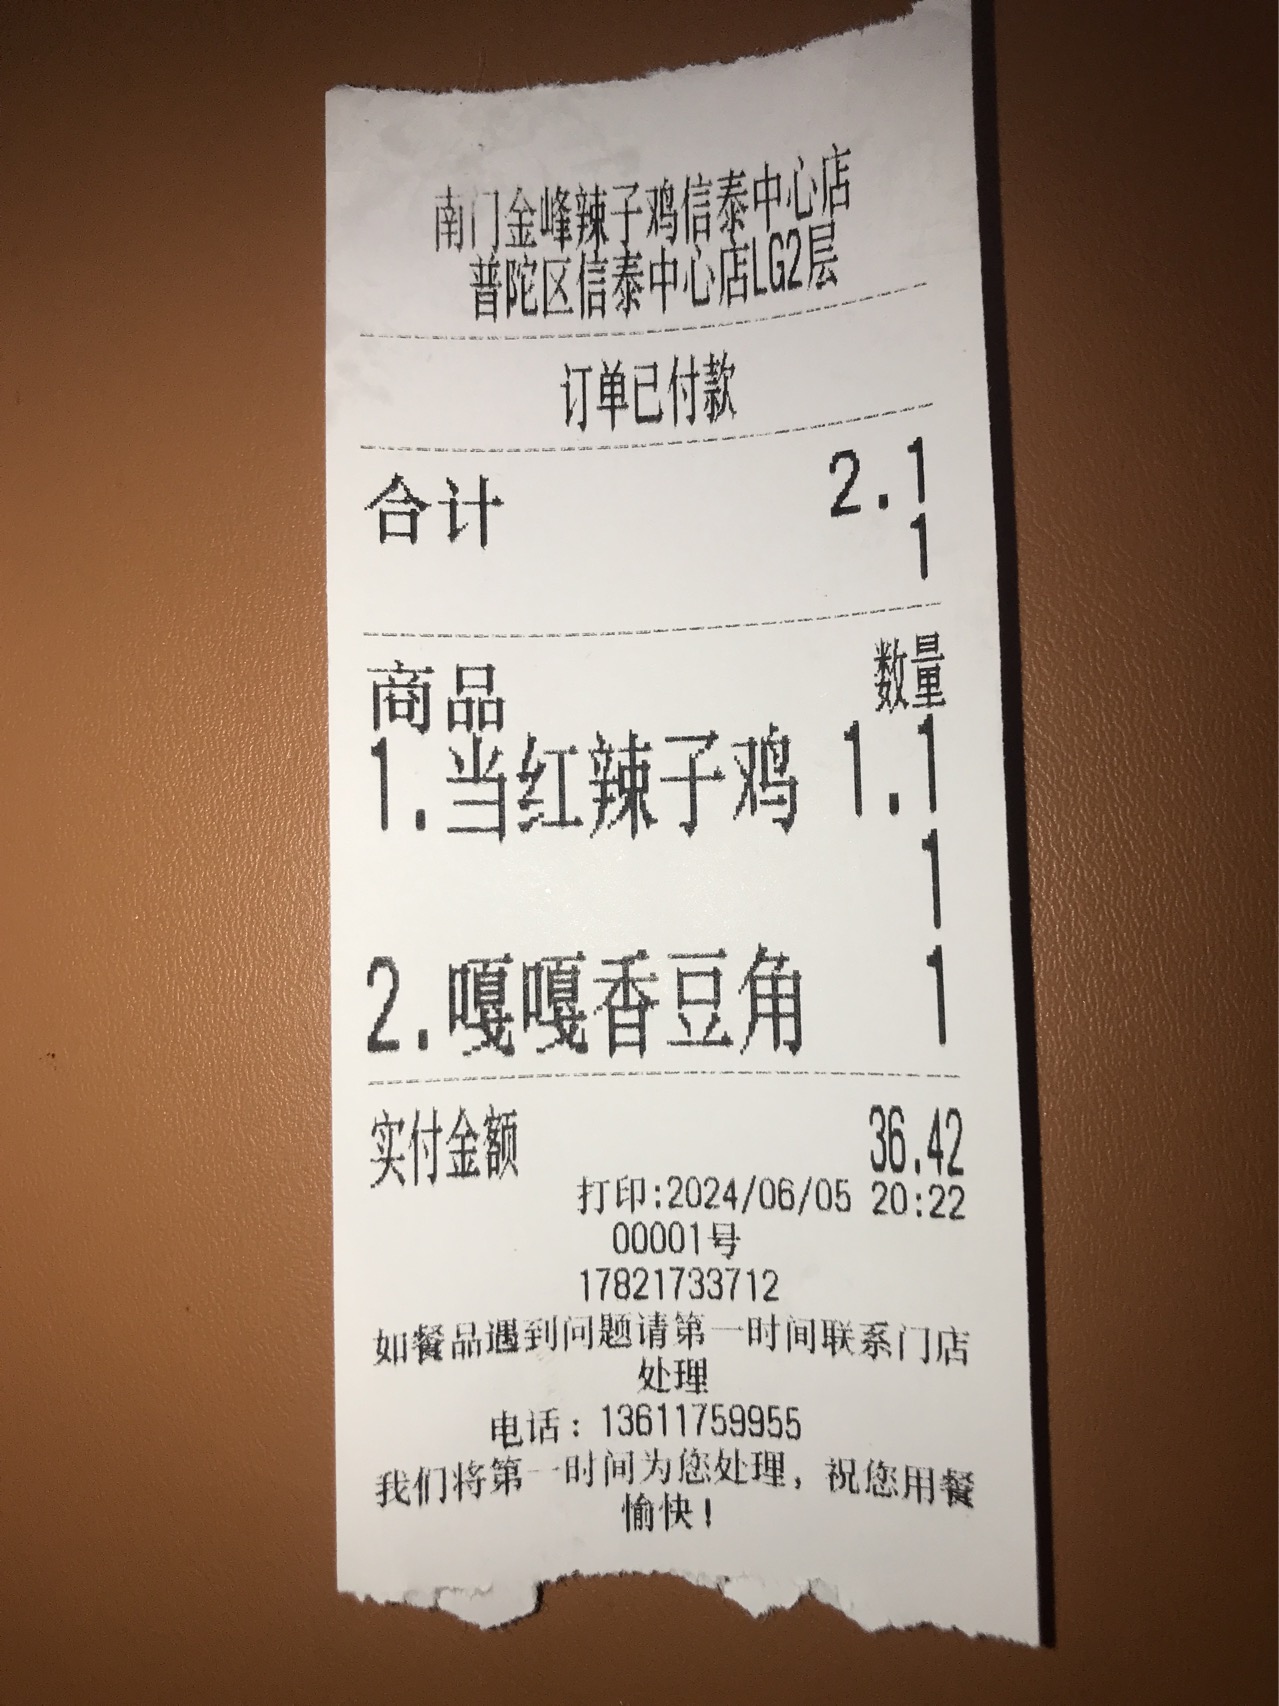 南门金峰辣子鸡信泰中心店
普陀区信泰中心店LG2层
订单已付款
合计 2.1
1
商品 数量
1.当红辣子鸡 1.1
1
2.嘎嘎香豆角 1
实付金额 36.42
打印:2024/06/05 20:22
00001号
17821733712
如餐品遇到问题请第一时间联系门店
处理
电话：13611759955
我们将第一时间为您处理，祝您用餐
愉快！